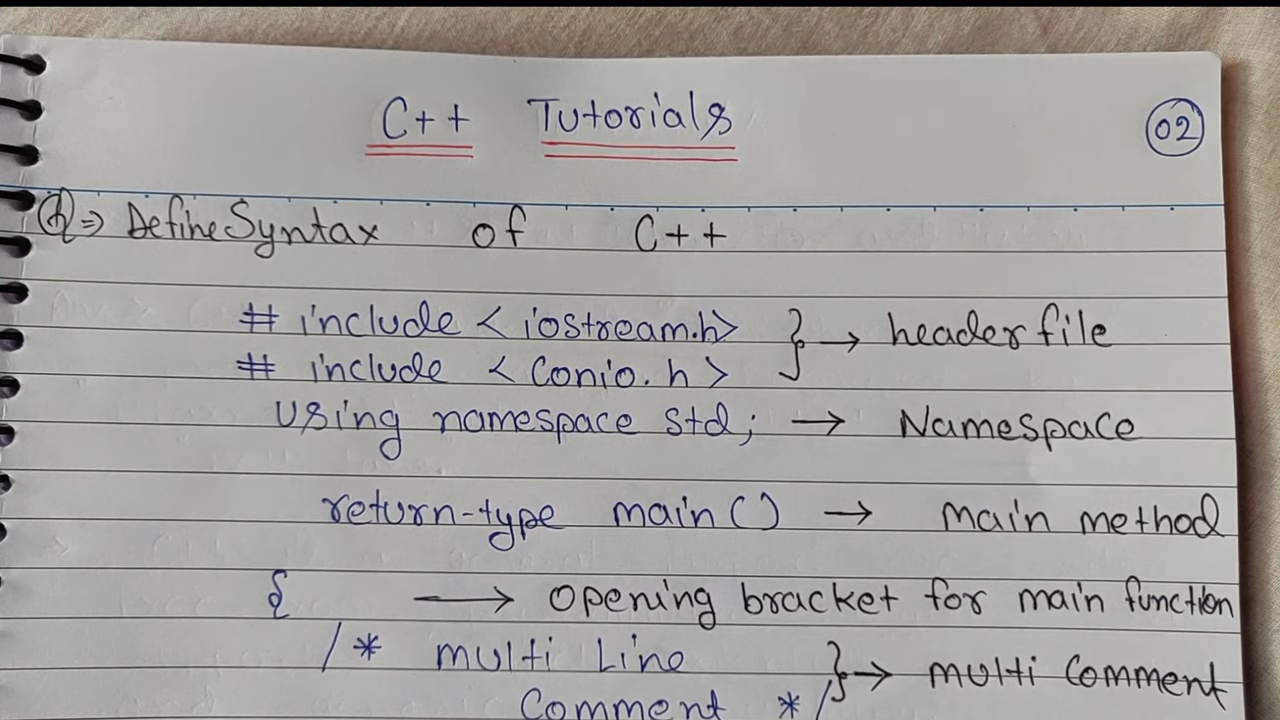 C++ Tutorials
02
Q⇒ Define Syntax of C++
# include <iostream.h> } → header file
# include <Conio.h>
Using namespace std; → Namespace
return-type main() → main method
{ → opening bracket for main function
/* multi Line } → multi Comment
Comment */